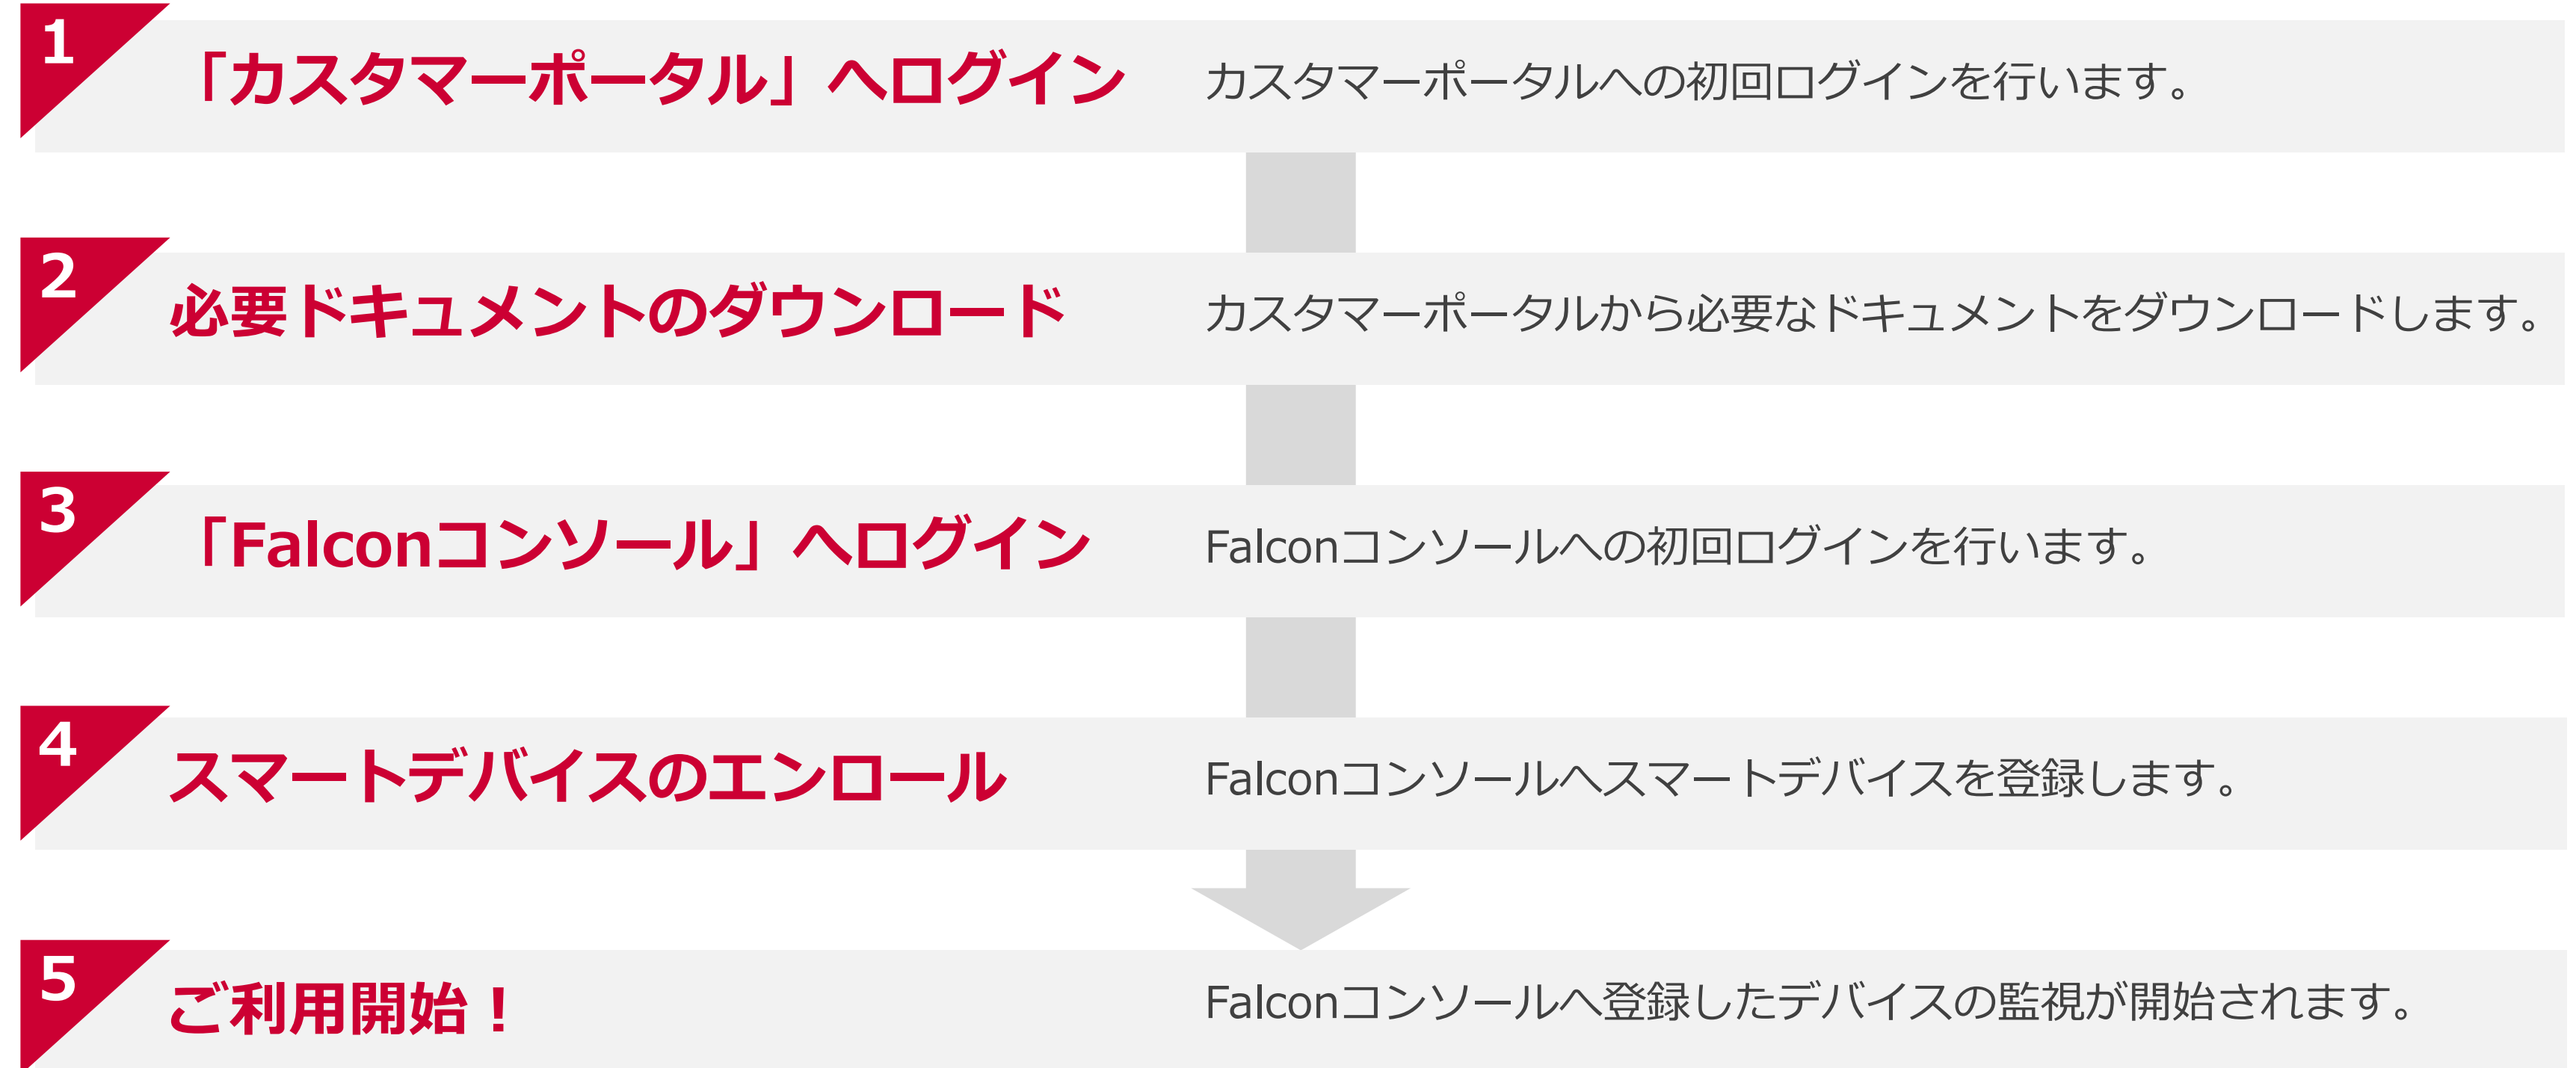 1
「カスタマーポータル」へログイン
カスタマーポータルへの初回ログインを行います。
2
必要ドキュメントのダウンロード
カスタマーポータルから必要なドキュメントをダウンロードします。
3
「Falconコンソール」へログイン
Falconコンソールへの初回ログインを行います。
4
スマートデバイスのエンロール
Falconコンソールへスマートデバイスを登録します。
5
ご利用開始！
Falconコンソールへ登録したデバイスの監視が開始されます。